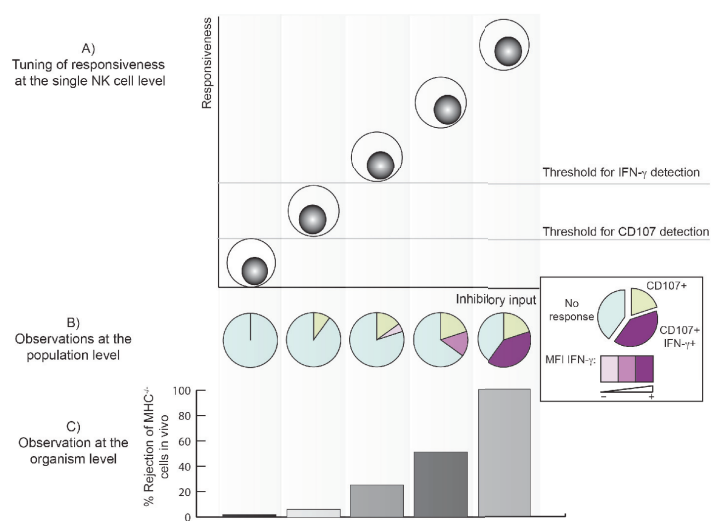 A)
Tuning of responsiveness
at the single NK cell level
Responsiveness
Threshold for IFN-γ detection
Threshold for CD107 detection
Inhibilory input
B)
Observations at the
population level
No
response
CD107+
CD107+
IFN-γ+
MFI IFN-γ:
− +
C)
Observation at the
organism level
% Rejection of MHC-/-
cells in vivo
100
80
60
40
20
0